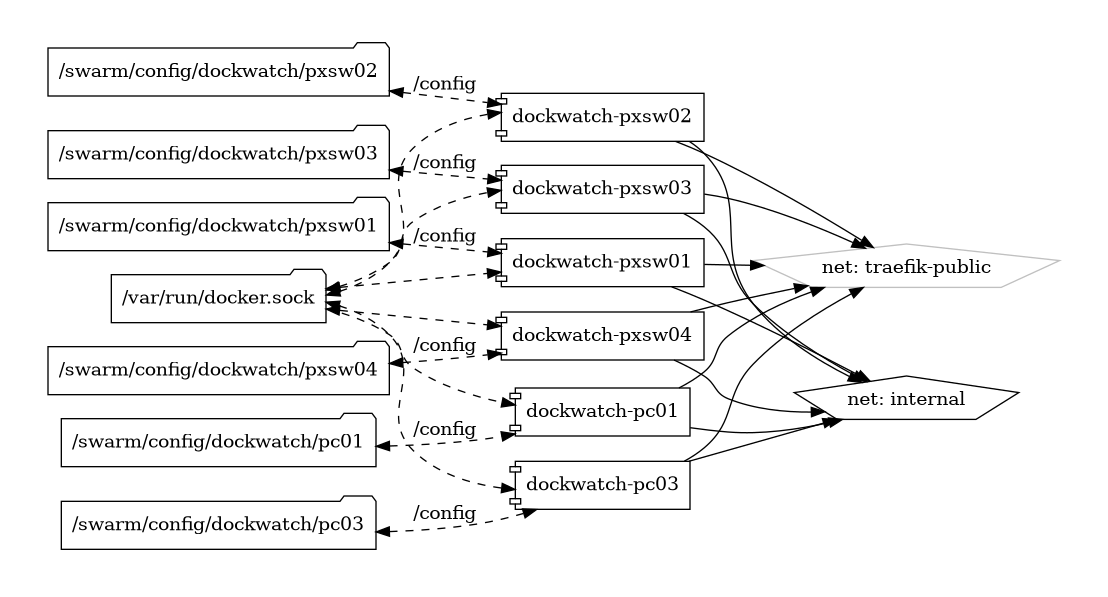 /swarm/config/dockwatch/pxsw02
/config
dockwatch-pxsw02
/swarm/config/dockwatch/pxsw03
/config
dockwatch-pxsw03
/swarm/config/dockwatch/pxsw01
/config
dockwatch-pxsw01
net: traefik-public
/var/run/docker.sock
dockwatch-pxsw04
/swarm/config/dockwatch/pxsw04
/config
net: internal
dockwatch-pc01
/swarm/config/dockwatch/pc01
/config
dockwatch-pc03
/swarm/config/dockwatch/pc03
/config